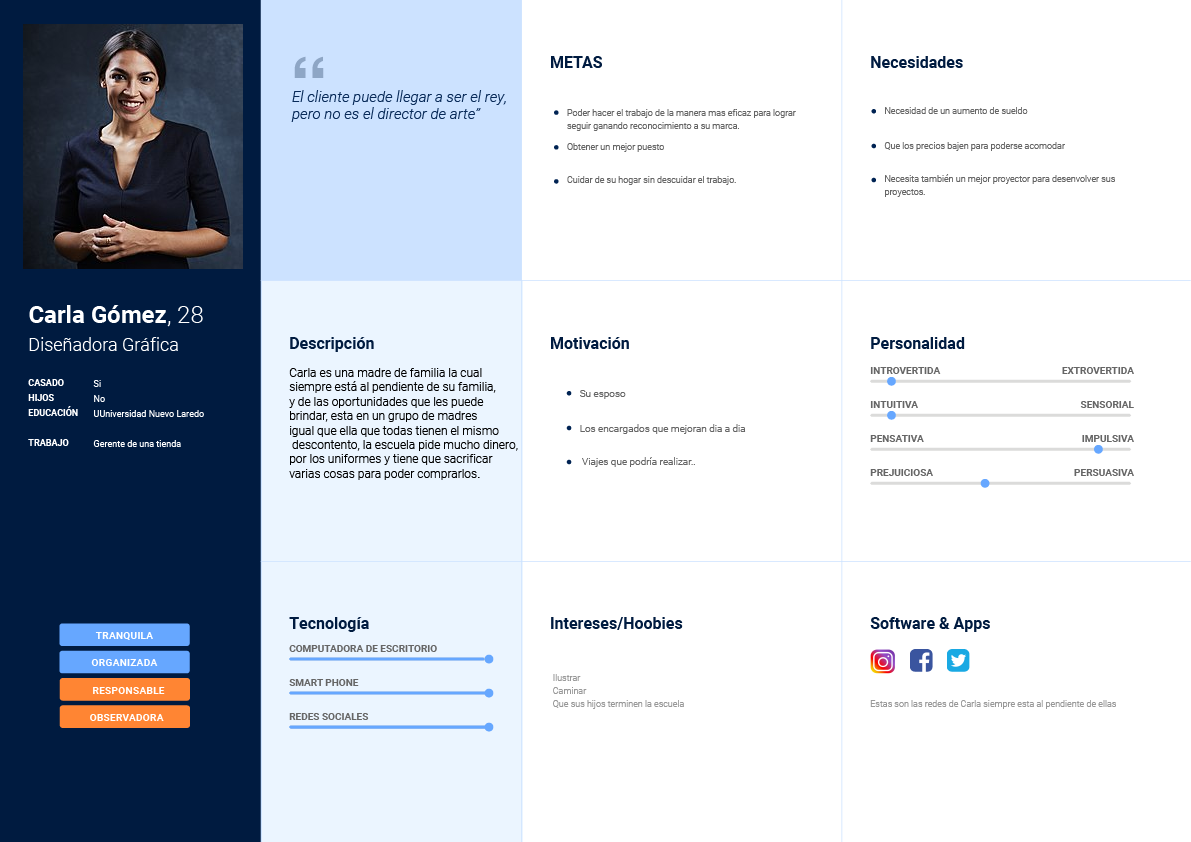 “
El cliente puede llegar a ser el rey,
pero no es el director de arte”
METAS
Poder hacer el trabajo de la manera mas eficaz para lograr
seguir ganando reconocimiento a su marca.
Obtener un mejor puesto
Cuidar de su hogar sin descuidar el trabajo.
Necesidades
Necesidad de un aumento de sueldo
Que los precios bajen para poderse acomodar
Necesita también un mejor proyector para desenvolver sus
proyectos.
Carla Gómez, 28
Diseñadora Gráfica
CASADO Si
HIJOS No
EDUCACIÓN UUniversidad Nuevo Laredo
TRABAJO Gerente de una tienda
TRANQUILA
ORGANIZADA
RESPONSABLE
OBSERVADORA
Descripción
Carla es una madre de familia la cual
siempre está al pendiente de su familia,
y de las oportunidades que les puede
brindar, esta en un grupo de madres
igual que ella que todas tienen el mismo
descontento, la escuela pide mucho dinero,
por los uniformes y tiene que sacrificar
varias cosas para poder comprarlos.
Motivación
Su esposo
Los encargados que mejoran dia a dia
Viajes que podría realizar..
Personalidad
INTROVERTIDA EXTROVERTIDA
INTUITIVA SENSORIAL
PENSATIVA IMPULSIVA
PREJUICIOSA PERSUASIVA
Tecnología
COMPUTADORA DE ESCRITORIO
SMART PHONE
REDES SOCIALES
Intereses/Hoobies
Ilustrar
Caminar
Que sus hijos terminen la escuela
Software & Apps
Estas son las redes de Carla siempre esta al pendiente de ellas